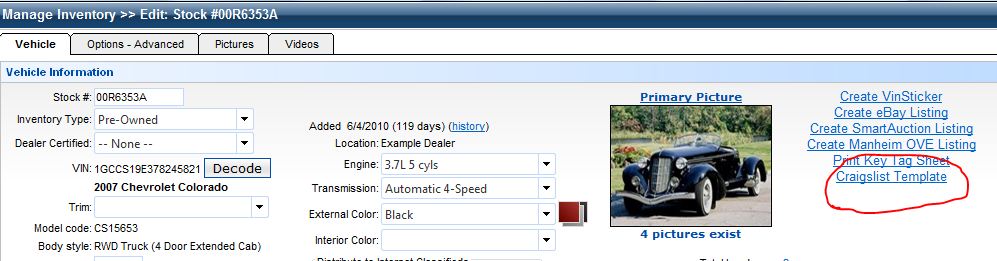 Manage Inventory >> Edit: Stock #00R6353A
Vehicle
Options - Advanced
Pictures
Videos
Vehicle Information
Stock #: 00R6353A
Inventory Type: Pre-Owned
Dealer Certified: -- None --
VIN: 1GCCS19E378245821 Decode
2007 Chevrolet Colorado
Trim:
Model code: CS15653
Body style: RWD Truck (4 Door Extended Cab)
Added 6/4/2010 (119 days) (history)
Location: Example Dealer
Engine: 3.7L 5 cyls
Transmission: Automatic 4-Speed
External Color: Black
Interior Color:
Distribute to Internet Classifieds
Primary Picture
4 pictures exist
Create VinSticker
Create eBay Listing
Create SmartAuction Listing
Create Manheim OVE Listing
Print Key Tag Sheet
Craigslist Template